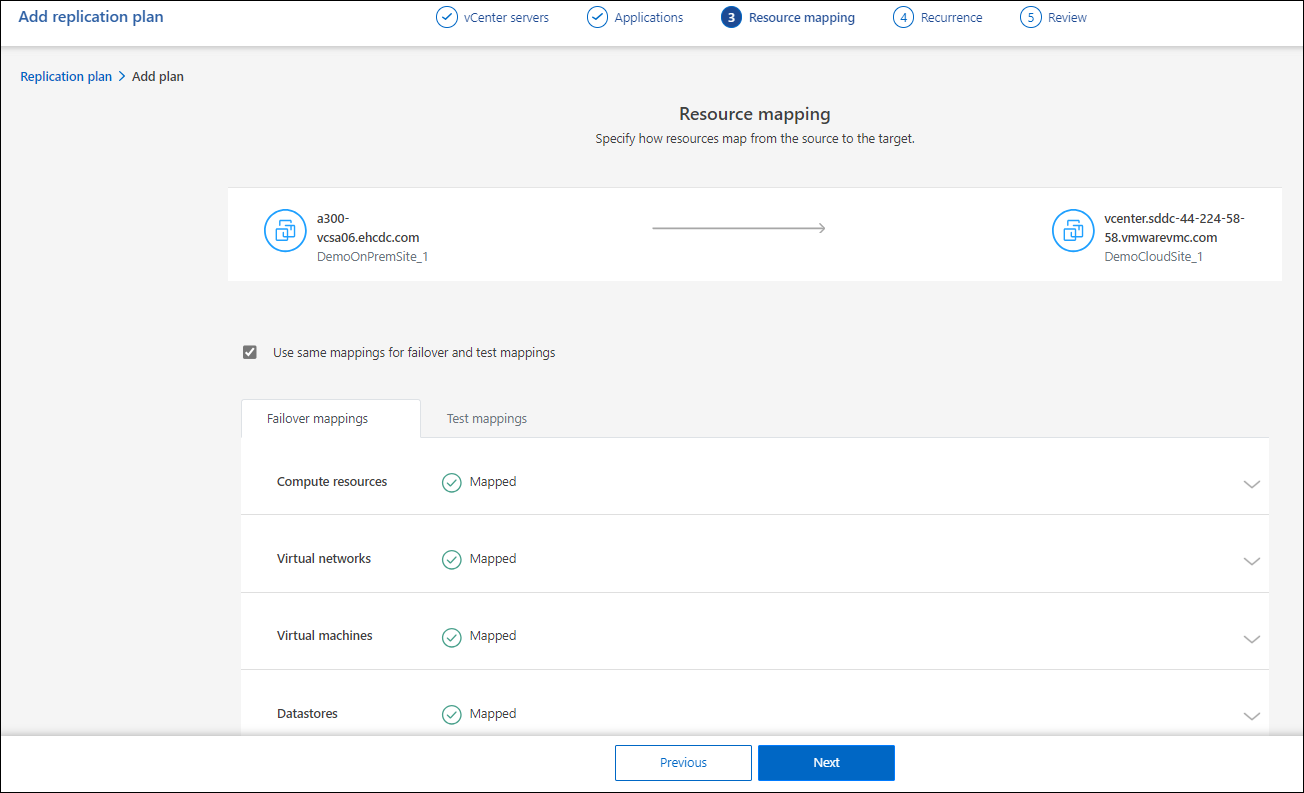 Add replication plan
vCenter servers
Applications
3 Resource mapping
4 Recurrence
5 Review
Replication plan > Add plan
Resource mapping
Specify how resources map from the source to the target.
a300-
vcsa06.ehcdc.com
DemoOnPremSite_1
vcenter.sddc-44-224-58-
58.vmwarevmc.com
DemoCloudSite_1
Use same mappings for failover and test mappings
Failover mappings
Test mappings
Compute resources Mapped
Virtual networks Mapped
Virtual machines Mapped
Datastores Mapped
Previous
Next